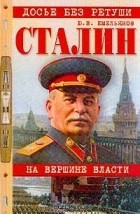 ДОСЬЕ БЕЗ РЕТУШИ
Ю. В. ЕМЕЛЬЯНОВ
СТАЛИН
НА ВЕРШИНЕ ВЛАСТИ